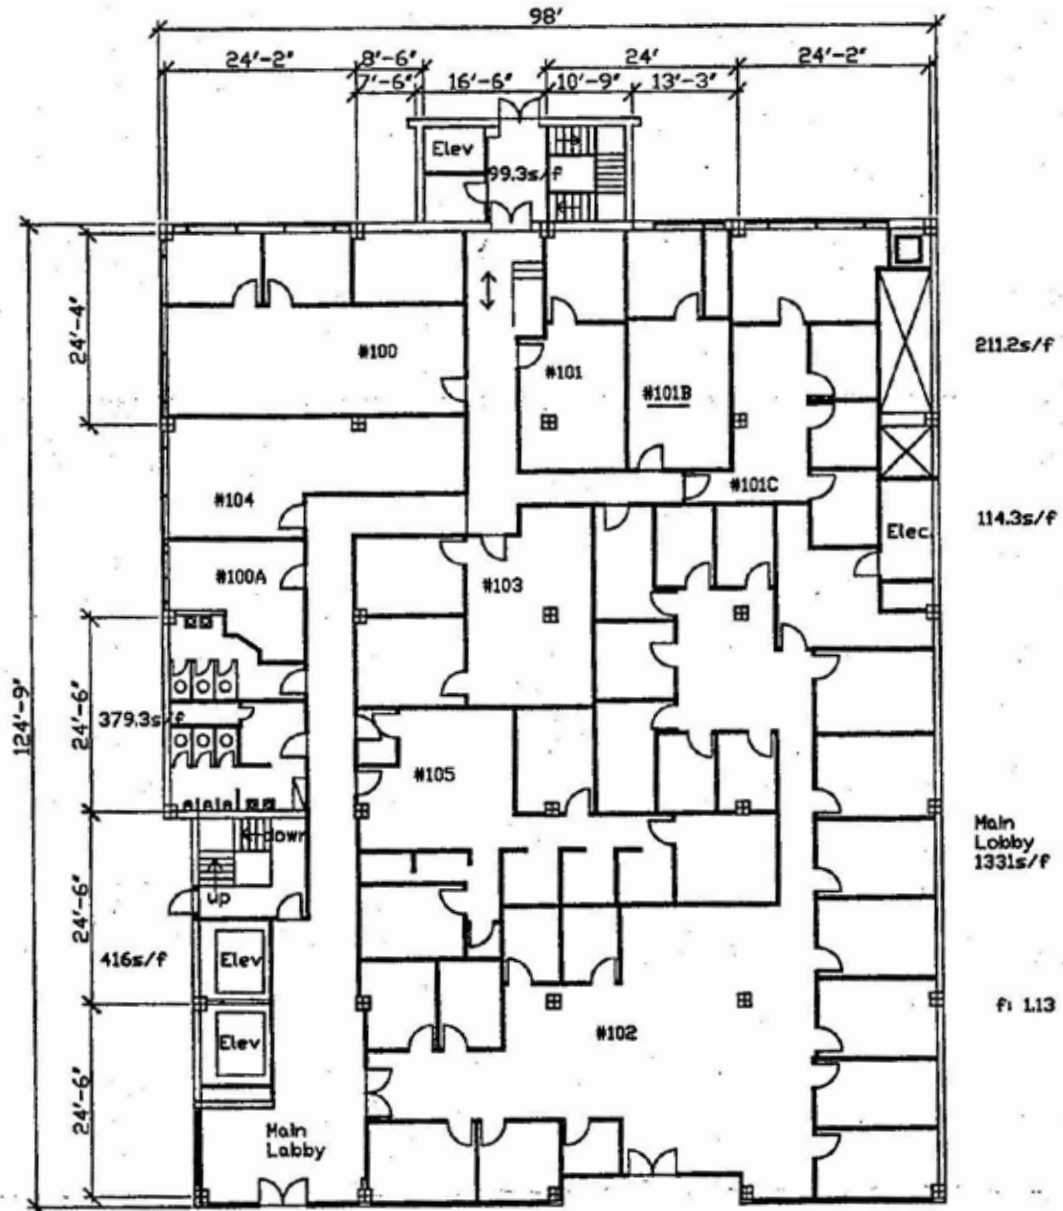 98'
24'-2" 8'-6" 24' 24'-2"
7'-6" 16'-6" 10'-9" 13'-3"
Elev
99.3s/f
24'-4"
#100
#101
#101B
211.2s/f
#104
#101C
114.3s/f
Elec
#100A
#103
124'-9"
24'-6"
379.3s/f
#105
down
Main
Lobby
1331s/f
up
24'-6"
416s/f
Elev
f: 1.13
#102
Elev
24'-6"
Main
Labby